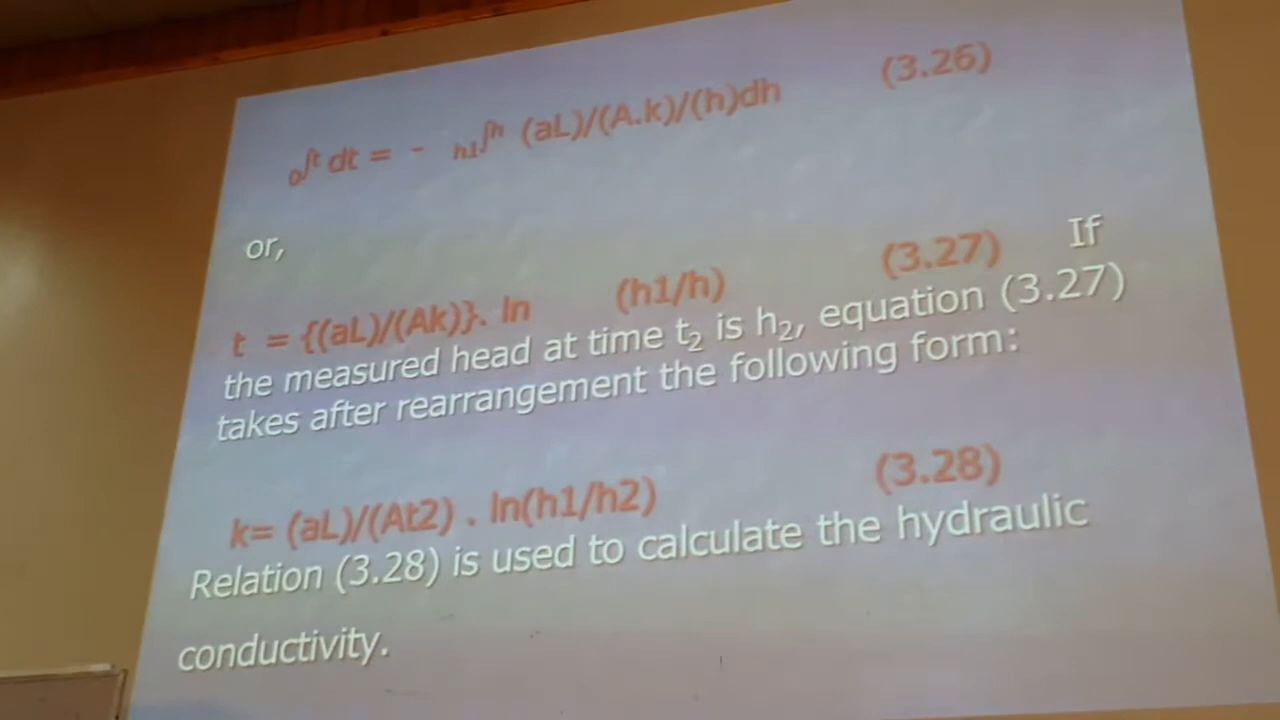 0∫t dt = - h1∫h (aL)/(A.k)/(h)dh (3.26)
or,
t = {(aL)/(Ak)}. ln (h1/h) (3.27) If
the measured head at time t2 is h2, equation (3.27)
takes after rearrangement the following form:
k= (aL)/(At2) . ln(h1/h2) (3.28)
Relation (3.28) is used to calculate the hydraulic
conductivity.